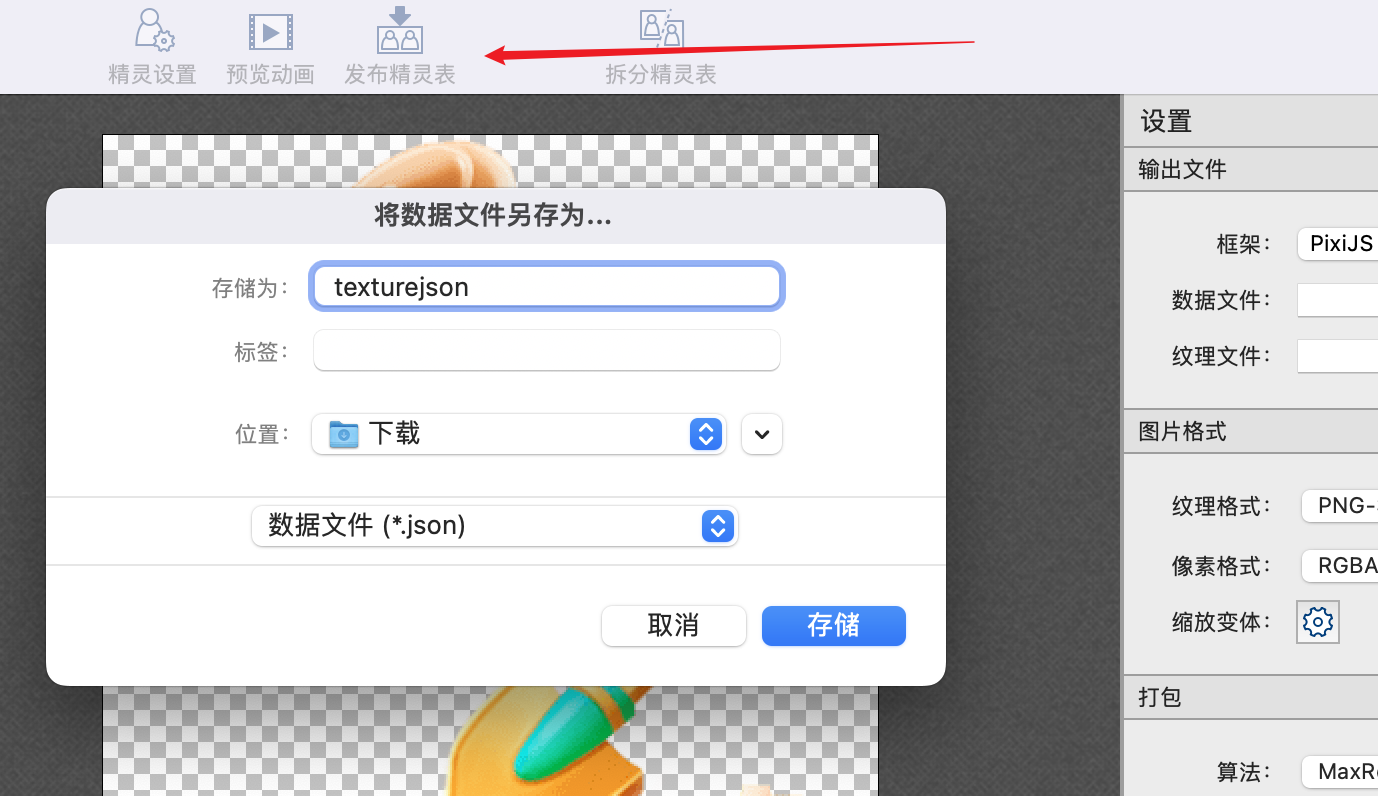 精灵设置 预览动画 发布精灵表 拆分精灵表
设置
输出文件
将数据文件另存为...
框架： PixiJS
存储为： texturejson
数据文件：
标签：
纹理文件：
位置： 下载
图片格式
纹理格式： PNG-
数据文件 (*.json)
像素格式： RGBA
取消 存储
缩放变体：
打包
算法： MaxR